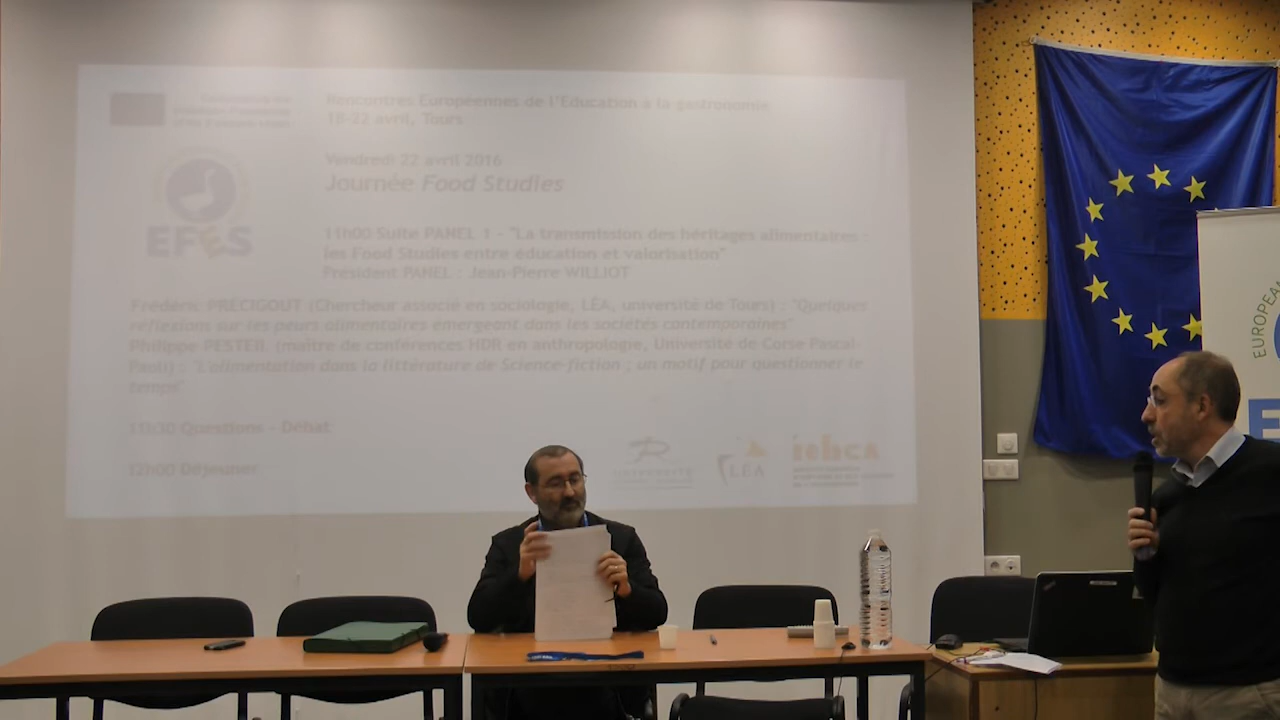 Rencontres Européennes de l'Education à la gastronomie
18-22 avril, Tours
Vendredi 22 avril 2016
Journée Food Studies
EFES
11h00 Suite PANEL 1 - "La transmission des héritages alimentaires :
les Food Studies entre éducation et valorisation"
Président PANEL : Jean-Pierre WILLIOT
Frédéric PRECIGOUT (Chercheur associé en sociologie, LÉA, université de Tours) : "Quelques
réflexions sur les peurs alimentaires émergeant dans les sociétés contemporaines"
Philippe PESTEIL (maître de conférences HDR en anthropologie, Université de Corse Pascal
Paoli) : "L'alimentation dans la littérature de Science-fiction ; un motif pour questionner le
temps"
11h30 Questions - Débat
12h00 Déjeuner
LÉA
iehca
EUROPEAN
E